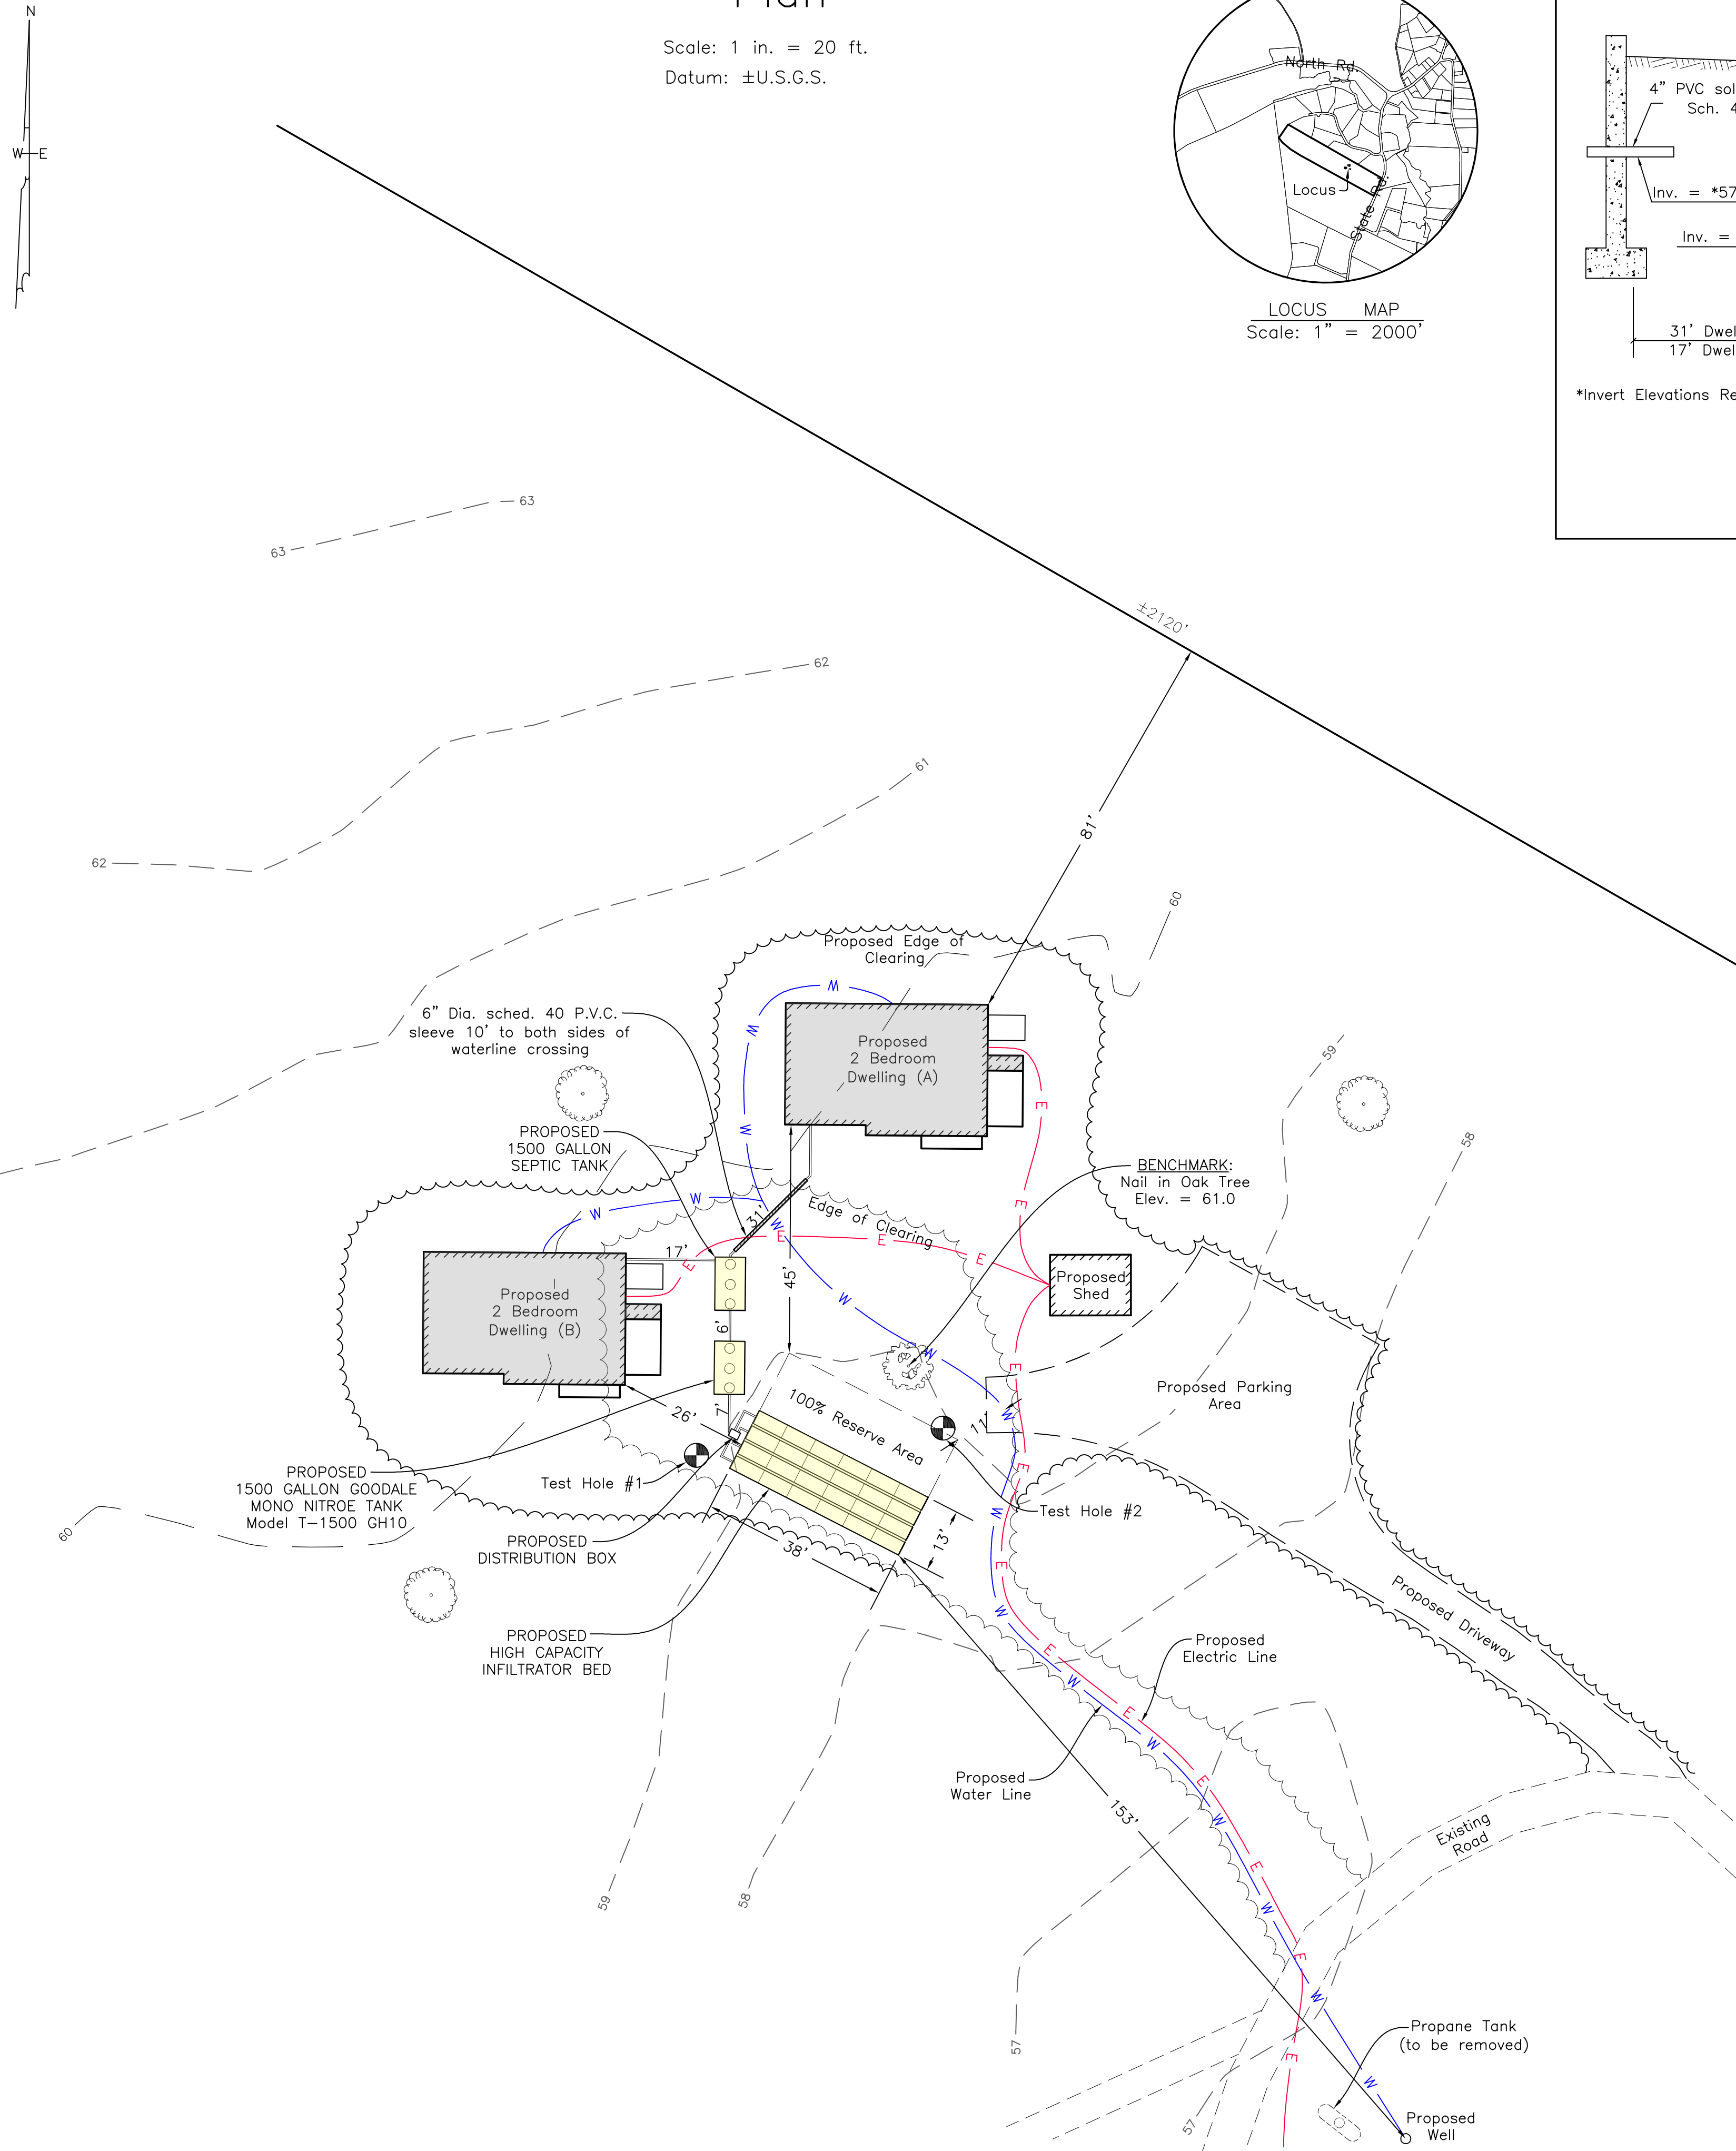 Plan
Scale: 1 in. = 20 ft.
Datum: ±U.S.G.S.
N
W E
North Rd.
Locus
State Rd.
LOCUS MAP
Scale: 1" = 2000'
4" PVC sol
Sch. 4
Inv. = *57
Inv. =
31' Dwel
17' Dwel
*Invert Elevations Re
63
63
±2120'
62
61
81'
62
60
Proposed Edge of
Clearing
W
6" Dia. sched. 40 P.V.C.
sleeve 10' to both sides of
waterline crossing
W
Proposed
2 Bedroom
Dwelling (A)
59
E
PROPOSED
1500 GALLON
SEPTIC TANK
W
58
BENCHMARK:
Nail in Oak Tree
Elev. = 61.0
W
W
E
31'
W
Edge of Clearing
E
E
E
17'
E
45'
Proposed
Shed
Proposed
2 Bedroom
Dwelling (B)
W
6'
W
E
Proposed Parking
Area
100% Reserve Area
26'
7'
11'
W
E
Test Hole #1
PROPOSED
1500 GALLON GOODALE
MONO NITROE TANK
Model T-1500 GH10
Test Hole #2
W
60
PROPOSED
DISTRIBUTION BOX
38'
13'
E
W
Proposed Driveway
PROPOSED
HIGH CAPACITY
INFILTRATOR BED
Proposed
Electric Line
E
W
E
W
Proposed
Water Line
E
W
153'
Existing
Road
E
W
59
58
E
W
57
Propane Tank
(to be removed)
E
W
57
Proposed
Well